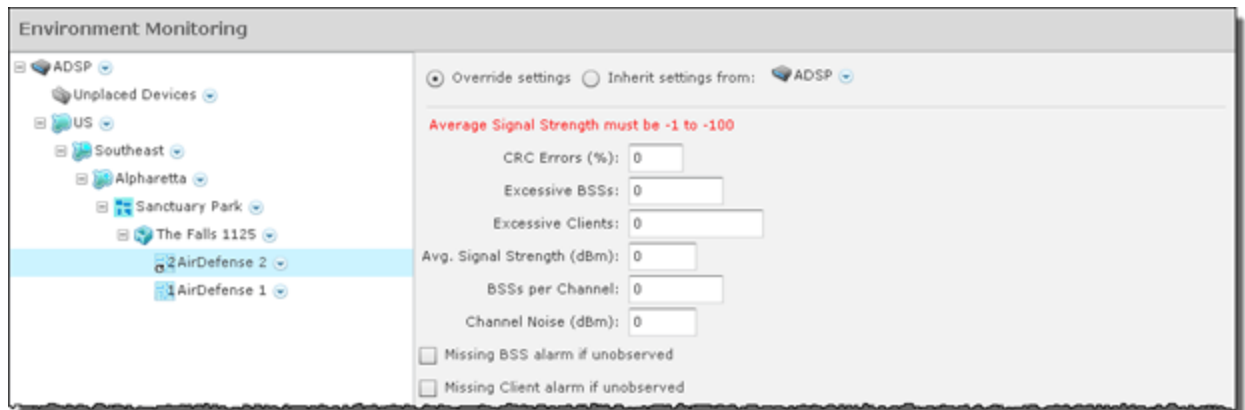 Environment Monitoring
ADSP
Unplaced Devices
US
Southeast
Alpharetta
Sanctuary Park
The Falls 1125
2 AirDefense 2
1 AirDefense 1
Override settings Inherit settings from: ADSP
Average Signal Strength must be -1 to -100
CRC Errors (%): 0
Excessive BSSs: 0
Excessive Clients: 0
Avg. Signal Strength (dBm): 0
BSSs per Channel: 0
Channel Noise (dBm): 0
Missing BSS alarm if unobserved
Missing Client alarm if unobserved